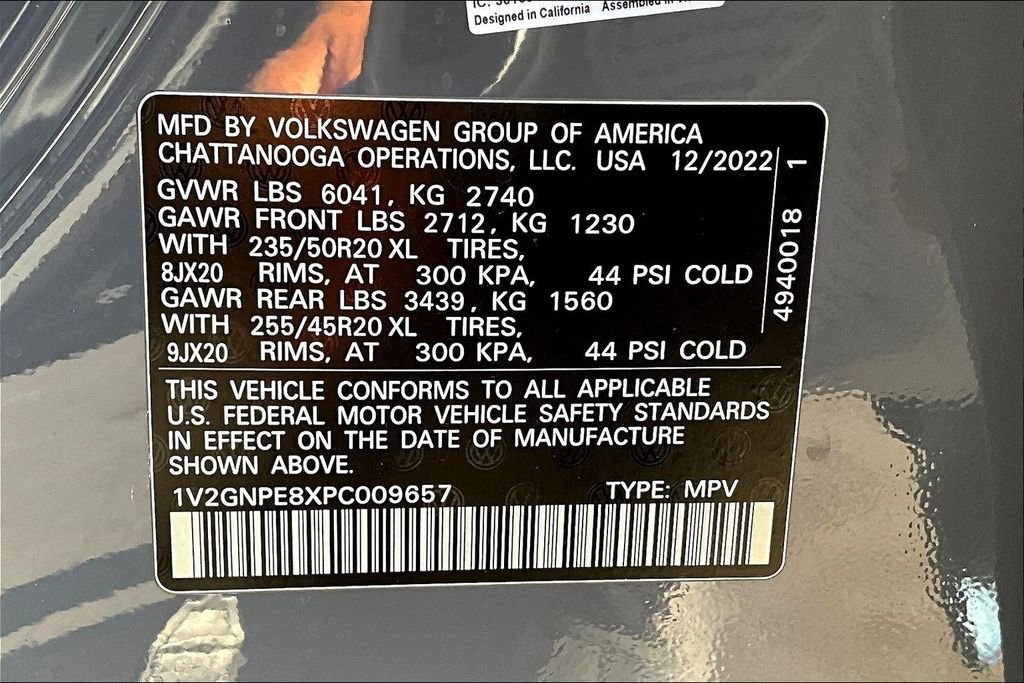 Designed in California Assembled in
MFD BY VOLKSWAGEN GROUP OF AMERICA
CHATTANOOGA OPERATIONS, LLC. USA 12/2022
GVWR LBS 6041, KG 2740
GAWR FRONT LBS 2712, KG 1230
WITH 235/50R20 XL TIRES,
8JX20 RIMS, AT 300 KPA, 44 PSI COLD
GAWR REAR LBS 3439, KG 1560
WITH 255/45R20 XL TIRES,
9JX20 RIMS, AT 300 KPA, 44 PSI COLD
4940018 1
THIS VEHICLE CONFORMS TO ALL APPLICABLE
U.S. FEDERAL MOTOR VEHICLE SAFETY STANDARDS
IN EFFECT ON THE DATE OF MANUFACTURE
SHOWN ABOVE.
1V2GNPE8XPC009657 TYPE: MPV